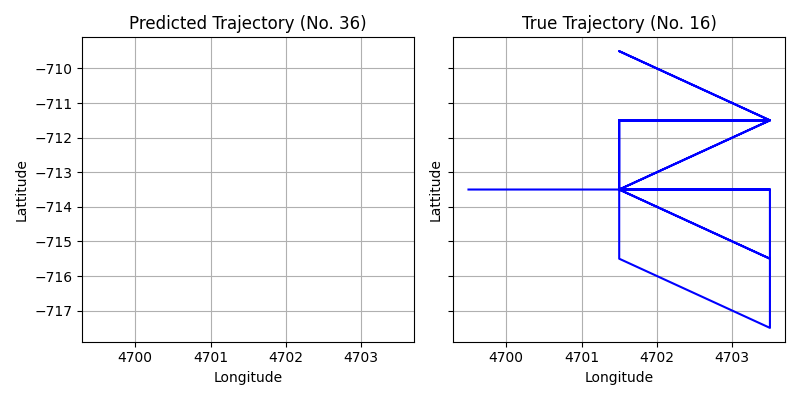 Predicted Trajectory (No. 36)
True Trajectory (No. 16)
Lattitude
−710
−711
−712
−713
−714
−715
−716
−717
4700
4701
4702
4703
Longitude
Lattitude
4700
4701
4702
4703
Longitude